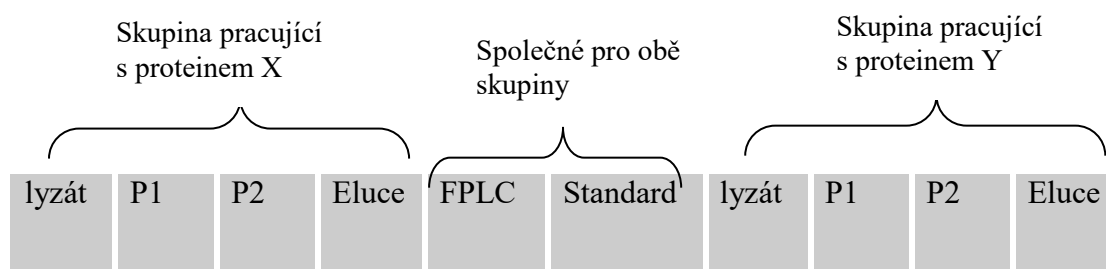 Skupina pracující
s proteinem X
Společné pro obě
skupiny
Skupina pracující
s proteinem Y
lyzát P1 P2 Eluce FPLC Standard lyzát P1 P2 Eluce